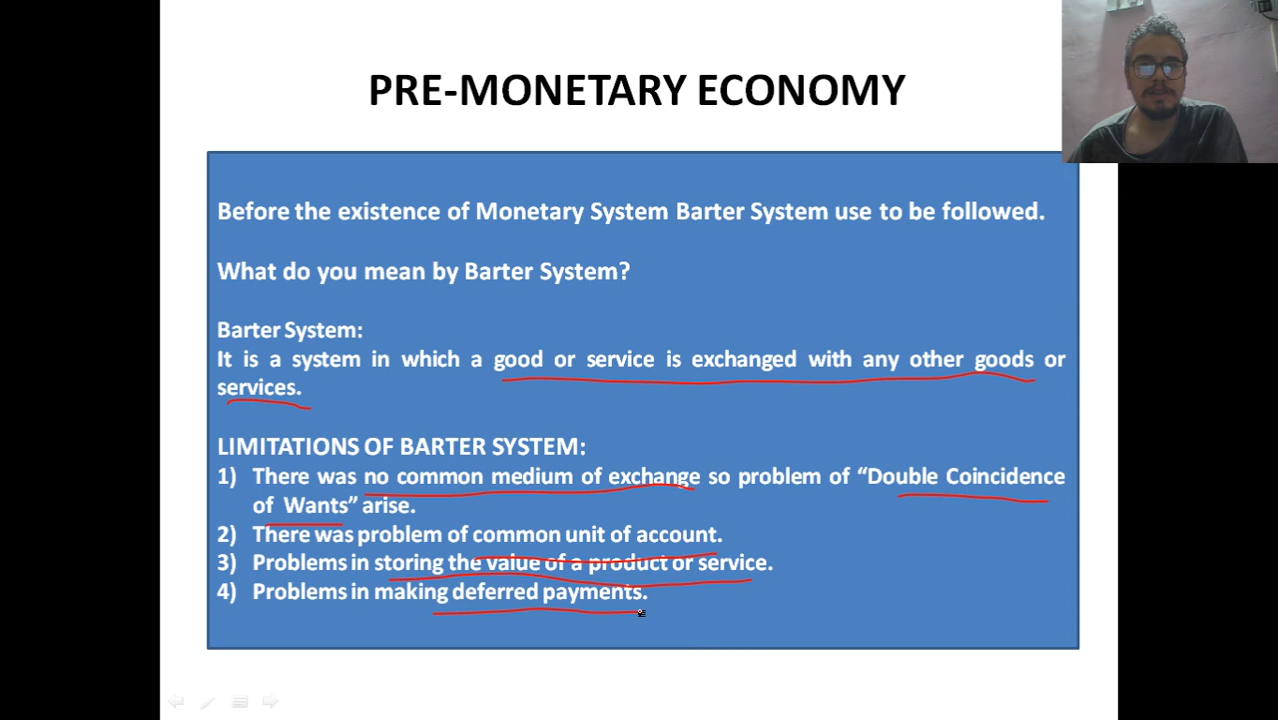 PRE-MONETARY ECONOMY
Before the existence of Monetary System Barter System use to be followed.
What do you mean by Barter System?
Barter System:
It is a system in which a good or service is exchanged with any other goods or
services.
LIMITATIONS OF BARTER SYSTEM:
1) There was no common medium of exchange so problem of “Double Coincidence
of Wants” arise.
2) There was problem of common unit of account.
3) Problems in storing the value of a product or service.
4) Problems in making deferred payments.